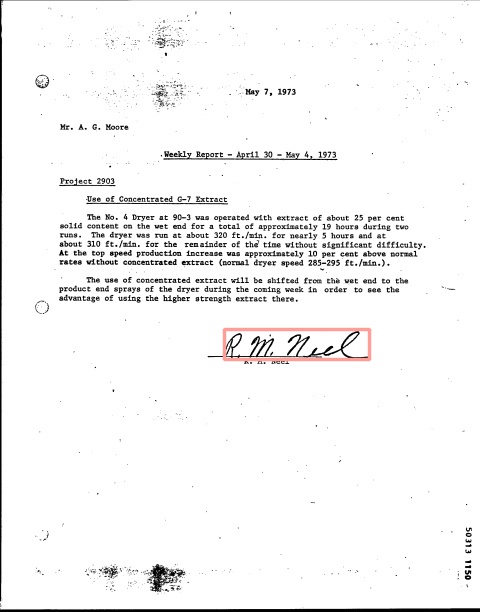 May 7, 1973
Mr. A. G. Moore
Weekly Report - April 30 - May 4, 1973
Project 2903
Use of Concentrated G-7 Extract
The No. 4 Dryer at 90-3 was operated with extract of about 25 per cent
solid content on the wet end for a total of approximately 19 hours during two
runs. The dryer was run at about 320 ft./min. for nearly 5 hours and at
about 310 ft./min. for the remainder of the time without significant difficulty.
At the top speed production increase was approximately 10 per cent above normal
rates without concentrated extract (normal dryer speed 285-295 ft./min.).
The use of concentrated extract will be shifted from the wet end to the
product end sprays of the dryer during the coming week in order to see the
advantage of using the higher strength extract there.
R. M. Neel
R. M. Neel
50313 1150